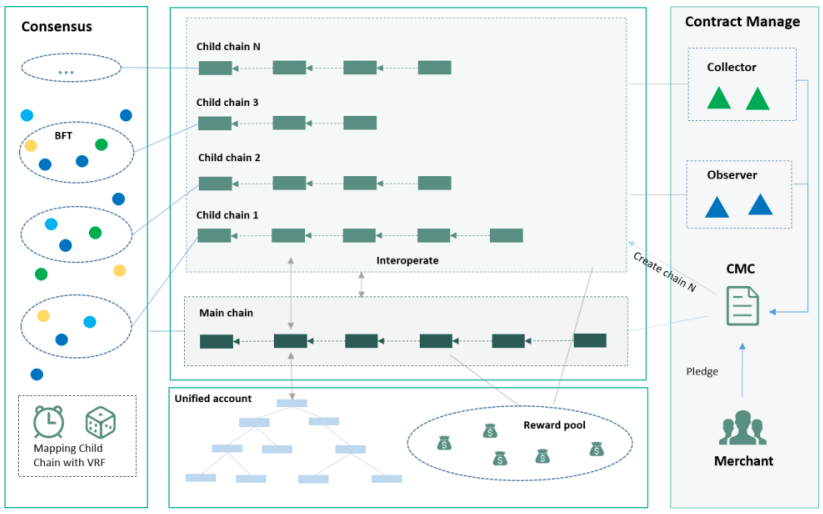 Consensus
...
BFT
Mapping Child
Chain with VRF
Child chain N
Child chain 3
Child chain 2
Child chain 1
Interoperate
Main chain
Unified account
Reward pool
$
$
$
$
$
Contract Manage
Collector
Observer
CMC
Create chain N
Pledge
Merchant